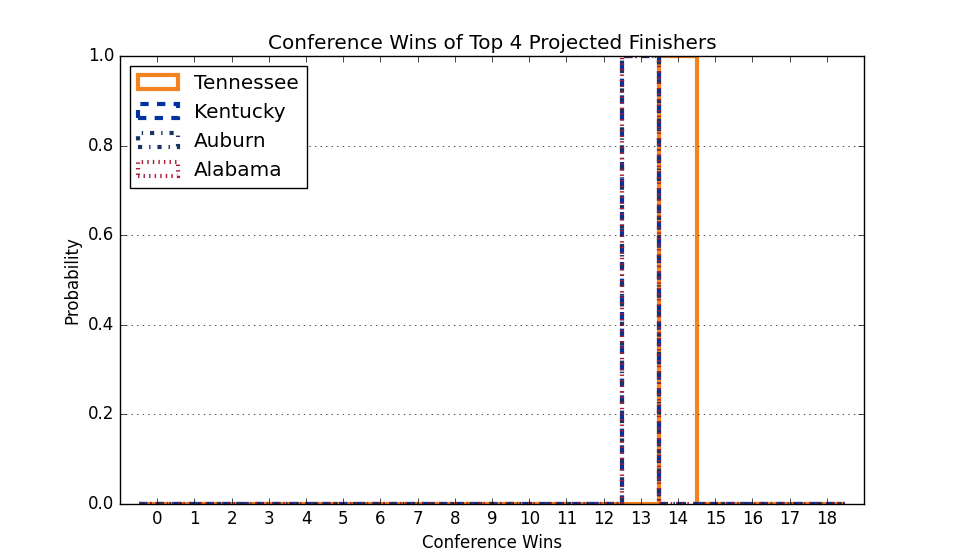 Conference Wins of Top 4 Projected Finishers
1.0
Tennessee
Kentucky
Auburn
Alabama
0.8
0.6
0.4
0.2
0.0
Probability
0 1 2 3 4 5 6 7 8 9 10 11 12 13 14 15 16 17 18
Conference Wins